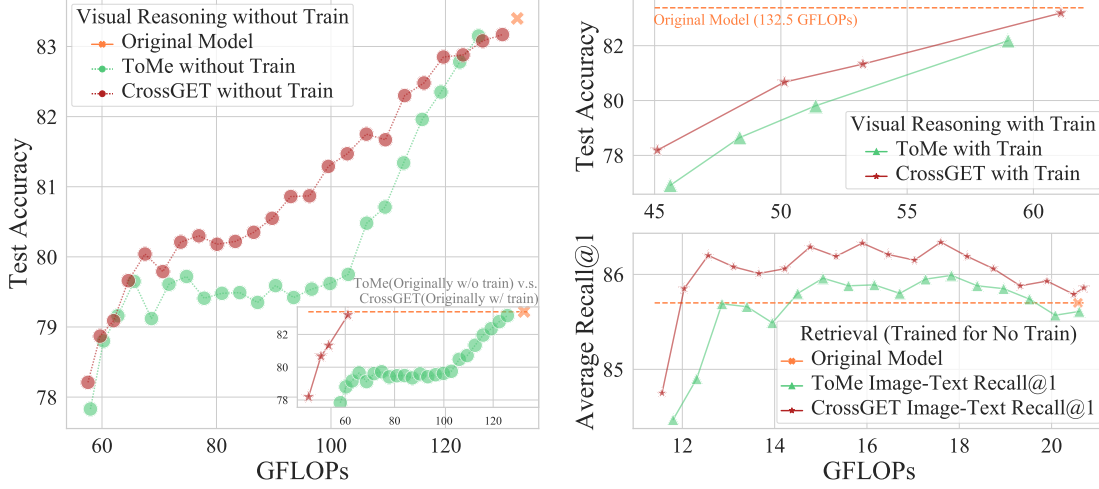 Visual Reasoning without Train
Original Model
ToMe without Train
CrossGET without Train
Test Accuracy
83
82
81
80
79
78
60
80
100
120
GFLOPs
ToMe(Originally w/o train) v.s.
CrossGET(Originally w/ train)
82
80
78
60
80
100
120
Original Model (132.5 GFLOPs)
Test Accuracy
82
80
78
45
50
55
60
Visual Reasoning with Train
ToMe with Train
CrossGET with Train
Average Recall@1
86
85
Retrieval (Trained for No Train)
Original Model
ToMe Image-Text Recall@1
CrossGET Image-Text Recall@1
12
14
16
18
20
GFLOPs